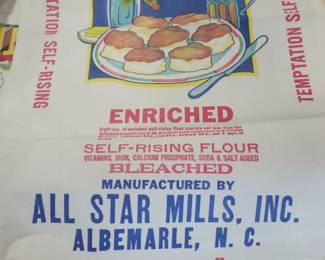 TEMPTATION SELF-RISING
TEMPTATION SELF
ENRICHED
SELF-RISING FLOUR
VITAMINS, IRON, CALCIUM PHOSPHATE, SODA & SALT ADDED
BLEACHED
MANUFACTURED BY
ALL STAR MILLS, INC.
ALBEMARLE, N. C.